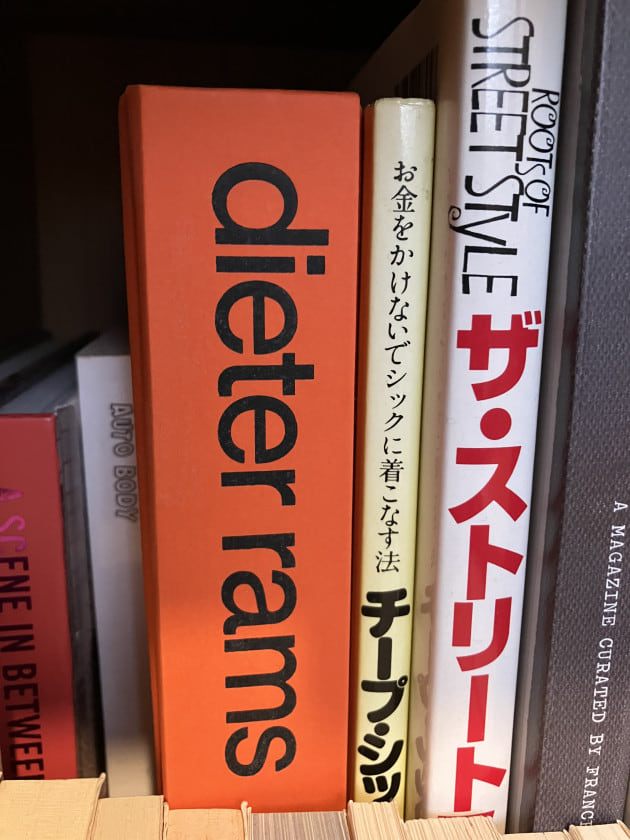 A SCENE IN BETWEEN
AUTO BODY
dieter rams
お金をかけないでシックに着こなす法
チープ・シッ
ROOTS OF
STREET STYLE
ザ・ストリート
A MAGAZINE CURATED BY FRANC